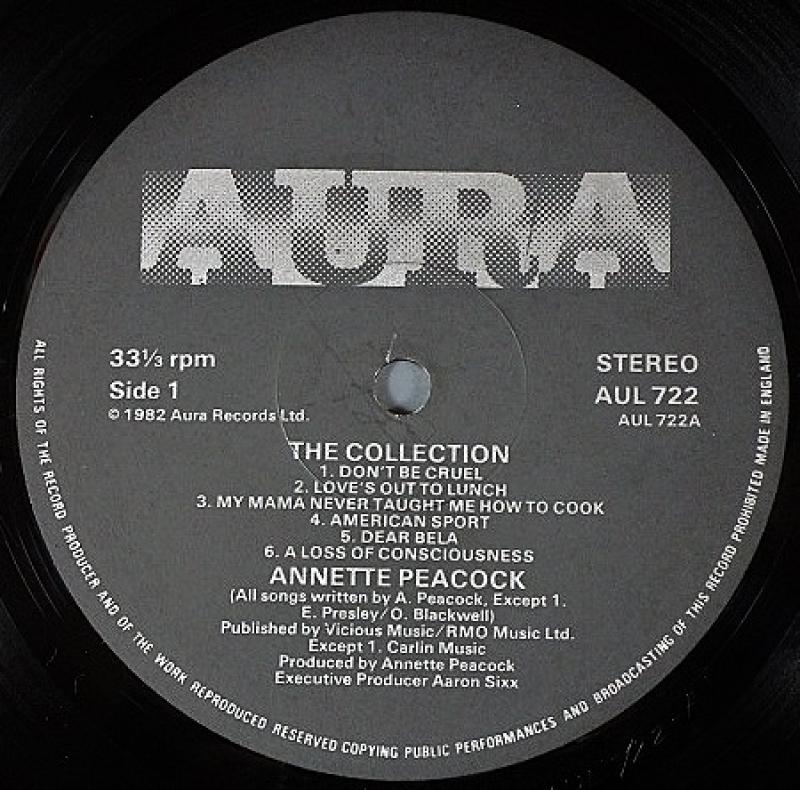 AURA
33⅓ rpm
Side 1
© 1982 Aura Records Ltd.
STEREO
AUL 722
AUL 722A
THE COLLECTION
1. DON'T BE CRUEL
2. LOVE'S OUT TO LUNCH
3. MY MAMA NEVER TAUGHT ME HOW TO COOK
4. AMERICAN SPORT
5. DEAR BELA
6. A LOSS OF CONSCIOUSNESS
ANNETTE PEACOCK
(All songs written by A. Peacock, Except 1.
E. Presley/O. Blackwell)
Published by Vicious Music/RMO Music Ltd.
Except 1. Carlin Music
Produced by Annette Peacock
Executive Producer Aaron Sixx
ALL RIGHTS OF THE RECORD PRODUCER AND OF THE WORK REPRODUCED RESERVED COPYING PUBLIC PERFORMANCES AND BROADCASTING OF THIS RECORD PROHIBITED MADE IN ENGLAND